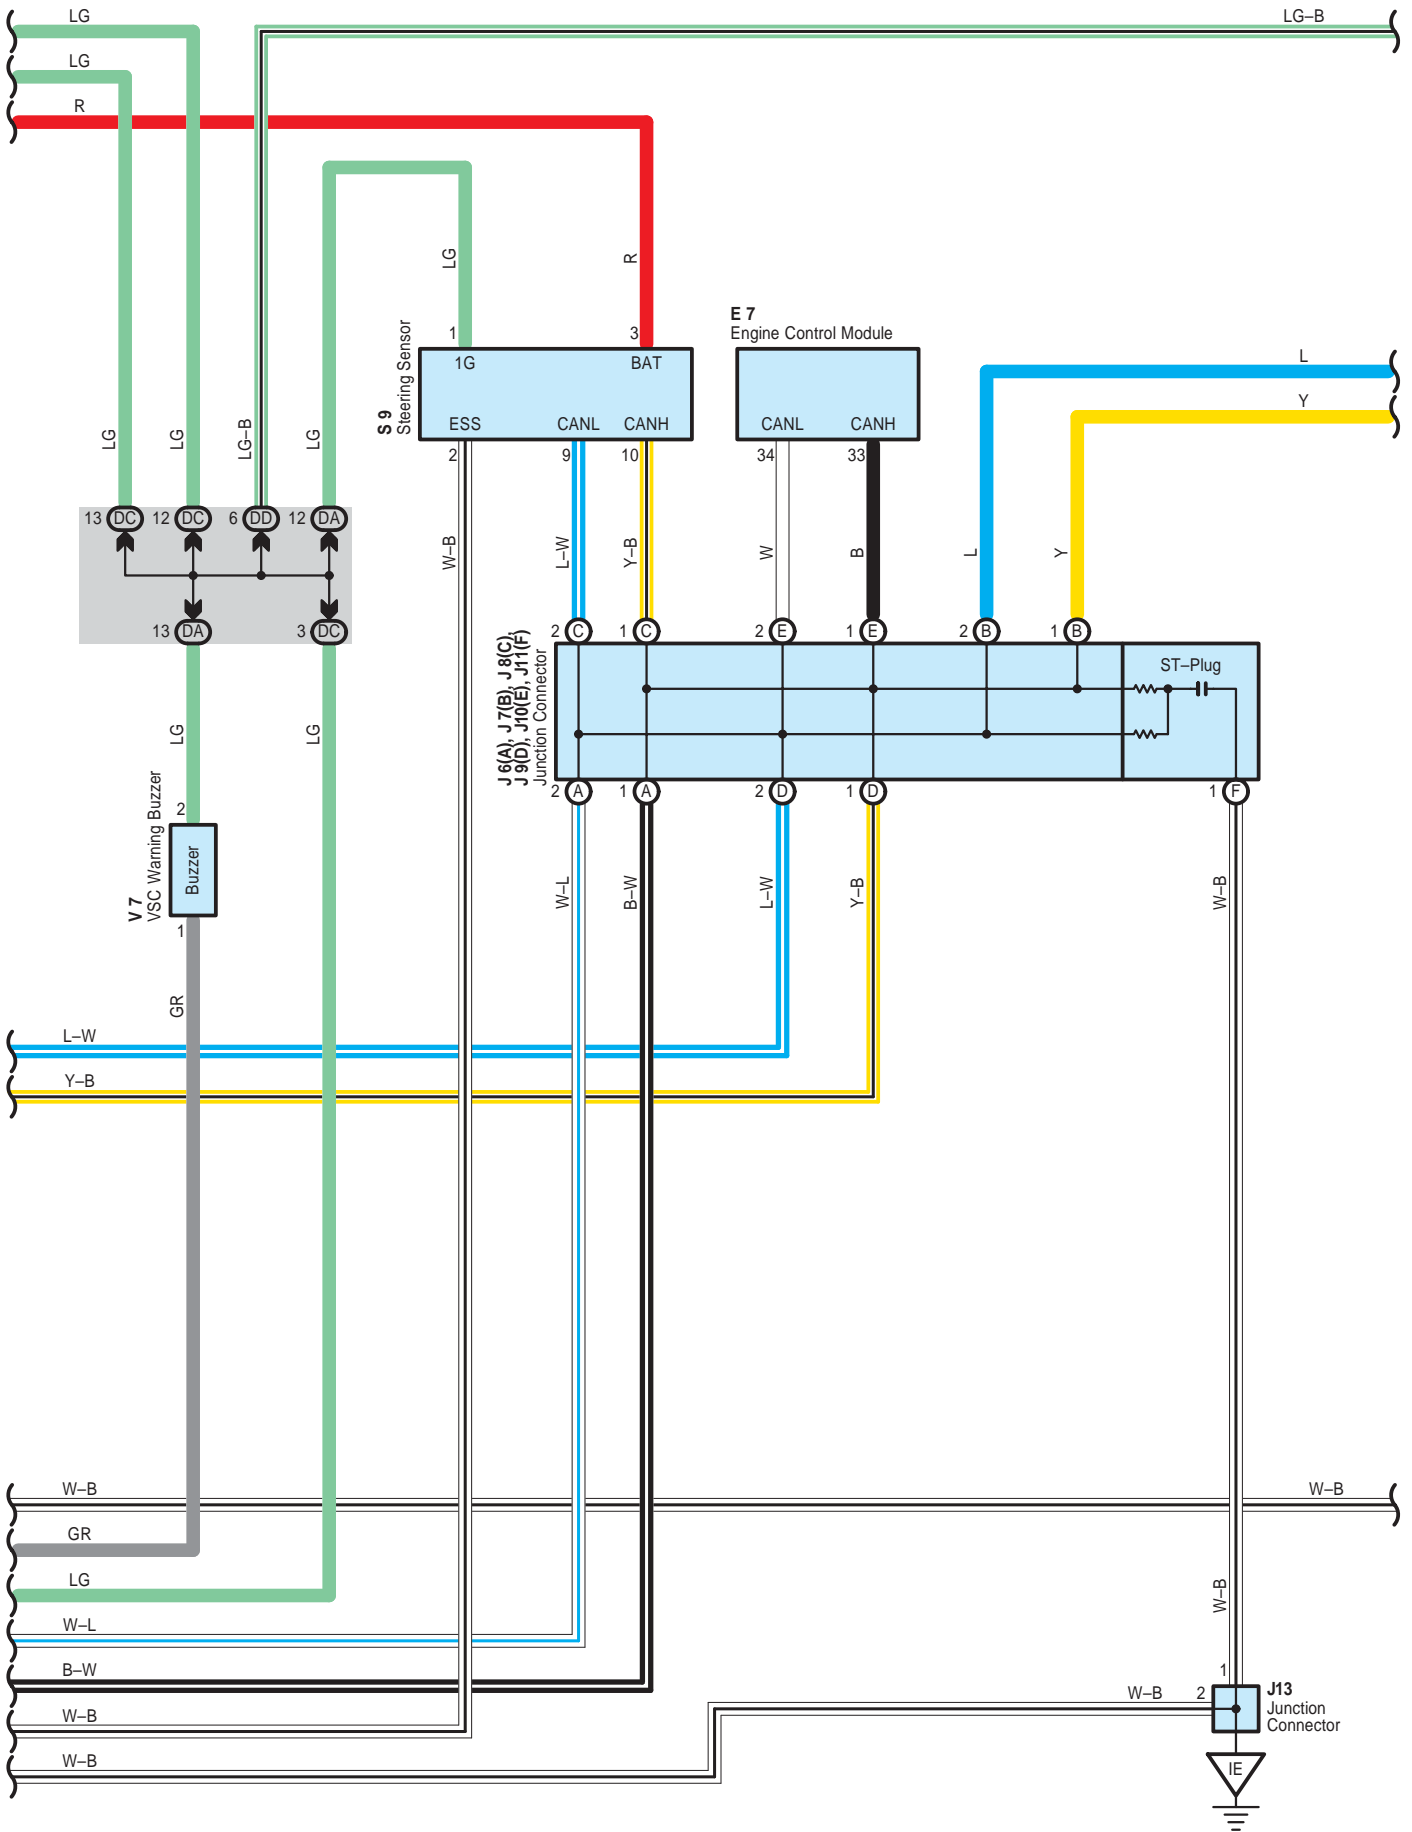 LG
LG–B
LG
R
LG
R
E 7
Engine Control Module
1
3
S 9
Steering Sensor
1G
BAT
L
Y
ESS
CANL
CANH
CANL
CANH
LG
LG
LG–B
LG
2
9
10
34
33
13 DC
12 DC
6 DD
12 DA
W–B
L–W
Y–B
W
B
L
Y
13 DA
3 DC
2 C
1 C
2 E
1 E
2 B
1 B
ST–Plug
J 6(A), J 7(B), J 8(C),
J 9(D), J10(E), J11(F)
Junction Connector
LG
LG
2 A
1 A
2 D
1 D
1 F
2
V 7
VSC Warning Buzzer
Buzzer
W–L
B–W
L–W
Y–B
W–B
1
GR
L–W
Y–B
W–B
W–B
GR
LG
W–L
W–B
B–W
1
W–B
2
J13
Junction
Connector
W–B
W–B
IE